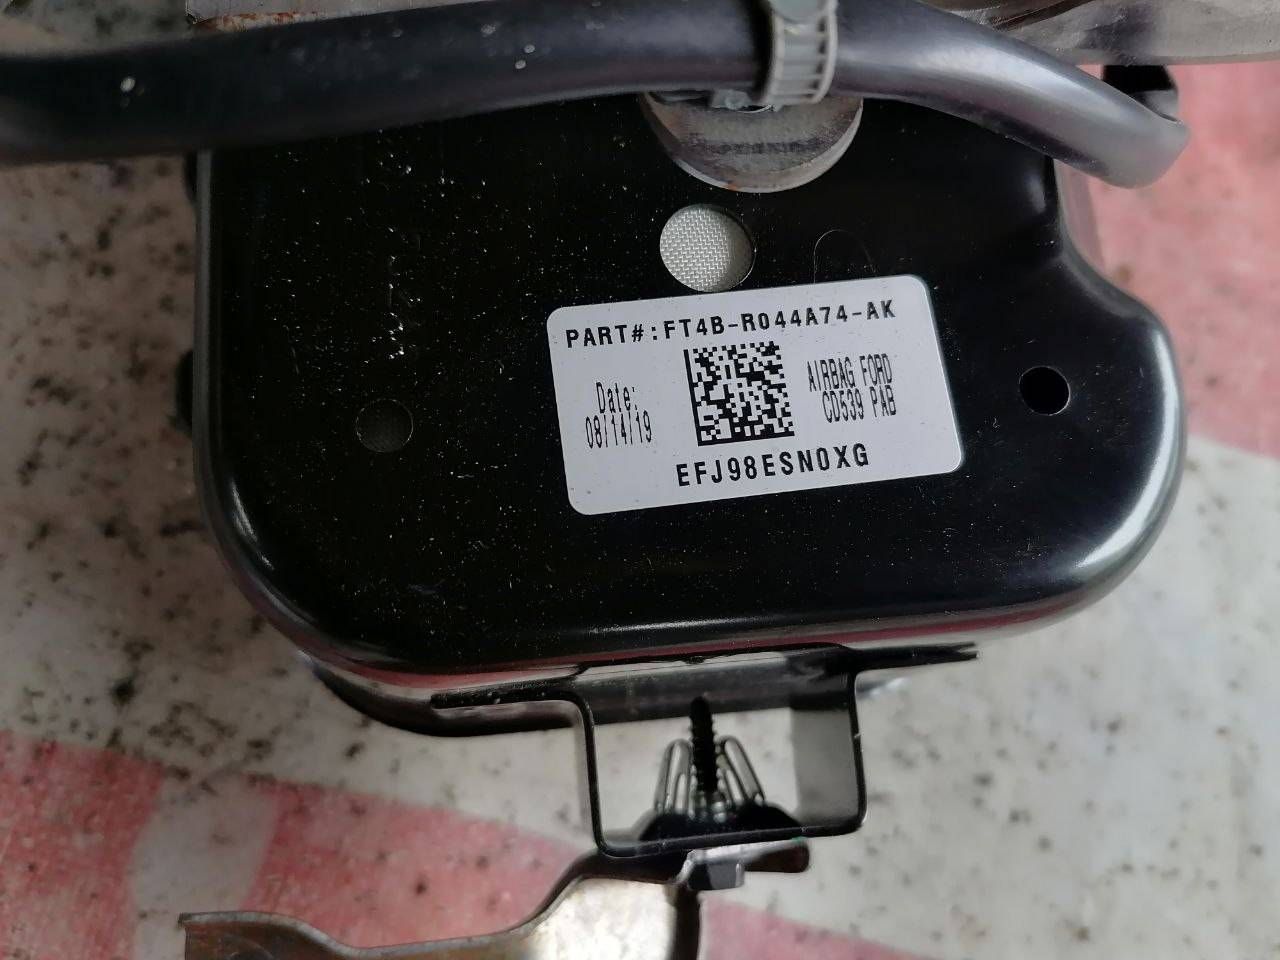 PART#:FT4B-R044A74-AK
Date:
08/14/19
AIRBAG FORD
CD539 PAB
EFJ98ESN0XG